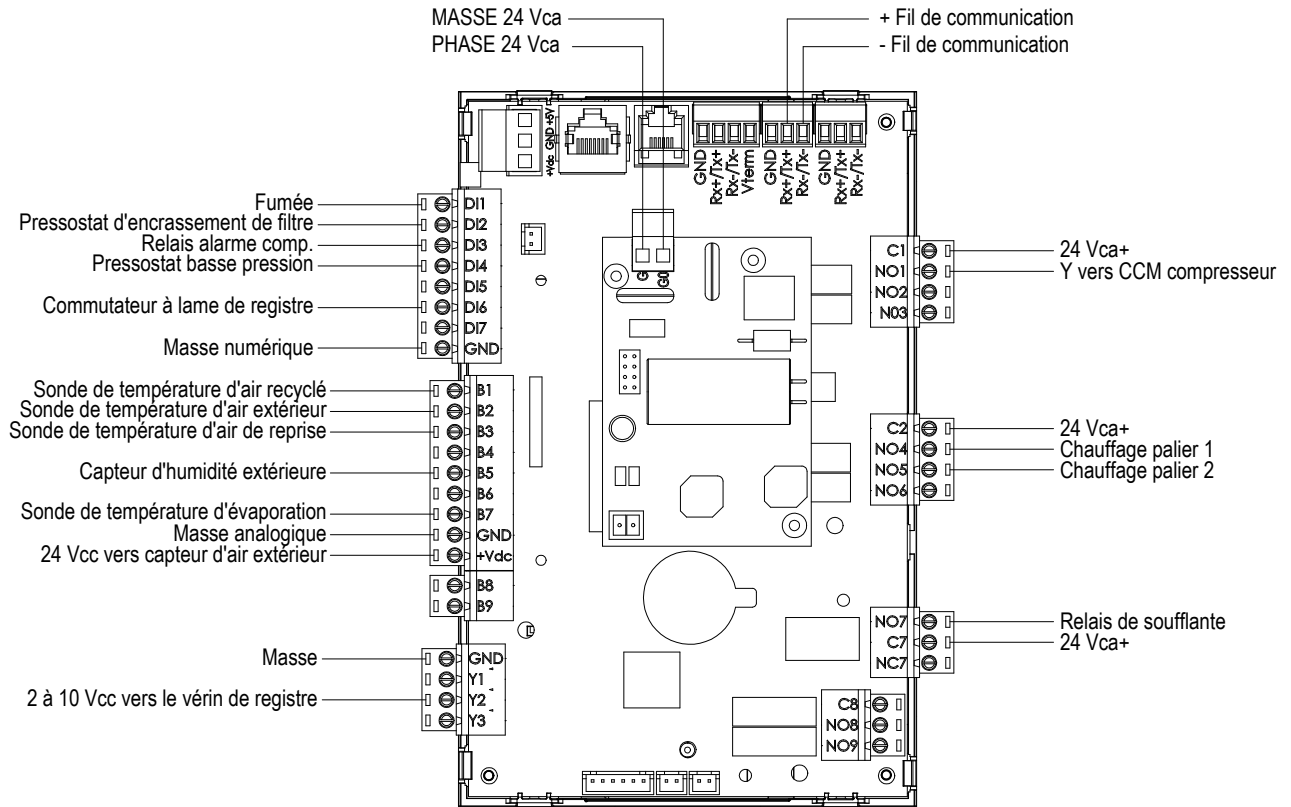 MASSE 24 Vca
PHASE 24 Vca
+ Fil de communication
- Fil de communication
+Vdc GND +5V
GND
Rx+/Tx+
Rx-/Tx-
Vterm
GND
Rx+/Tx+
Rx-/Tx-
GND
Rx+/Tx+
Rx-/Tx-
G
G0
Fumée DI1
Pressostat d'encrassement de filtre DI2
Relais alarme comp. DI3
Pressostat basse pression DI4
DI5
Commutateur à lame de registre DI6
DI7
Masse numérique GND
Sonde de température d'air recyclé B1
Sonde de température d'air extérieur B2
Sonde de température d'air de reprise B3
B4
Capteur d'humidité extérieure B5
B6
Sonde de température d'évaporation B7
Masse analogique GND
24 Vcc vers capteur d'air extérieur +Vdc
B8
B9
Masse GND
Y1
2 à 10 Vcc vers le vérin de registre Y2
Y3
C1 24 Vca+
NO1 Y vers CCM compresseur
NO2
N03
C2 24 Vca+
NO4 Chauffage palier 1
NO5 Chauffage palier 2
NO6
NO7 Relais de soufflante
C7 24 Vca+
NC7
C8
NO8
NO9